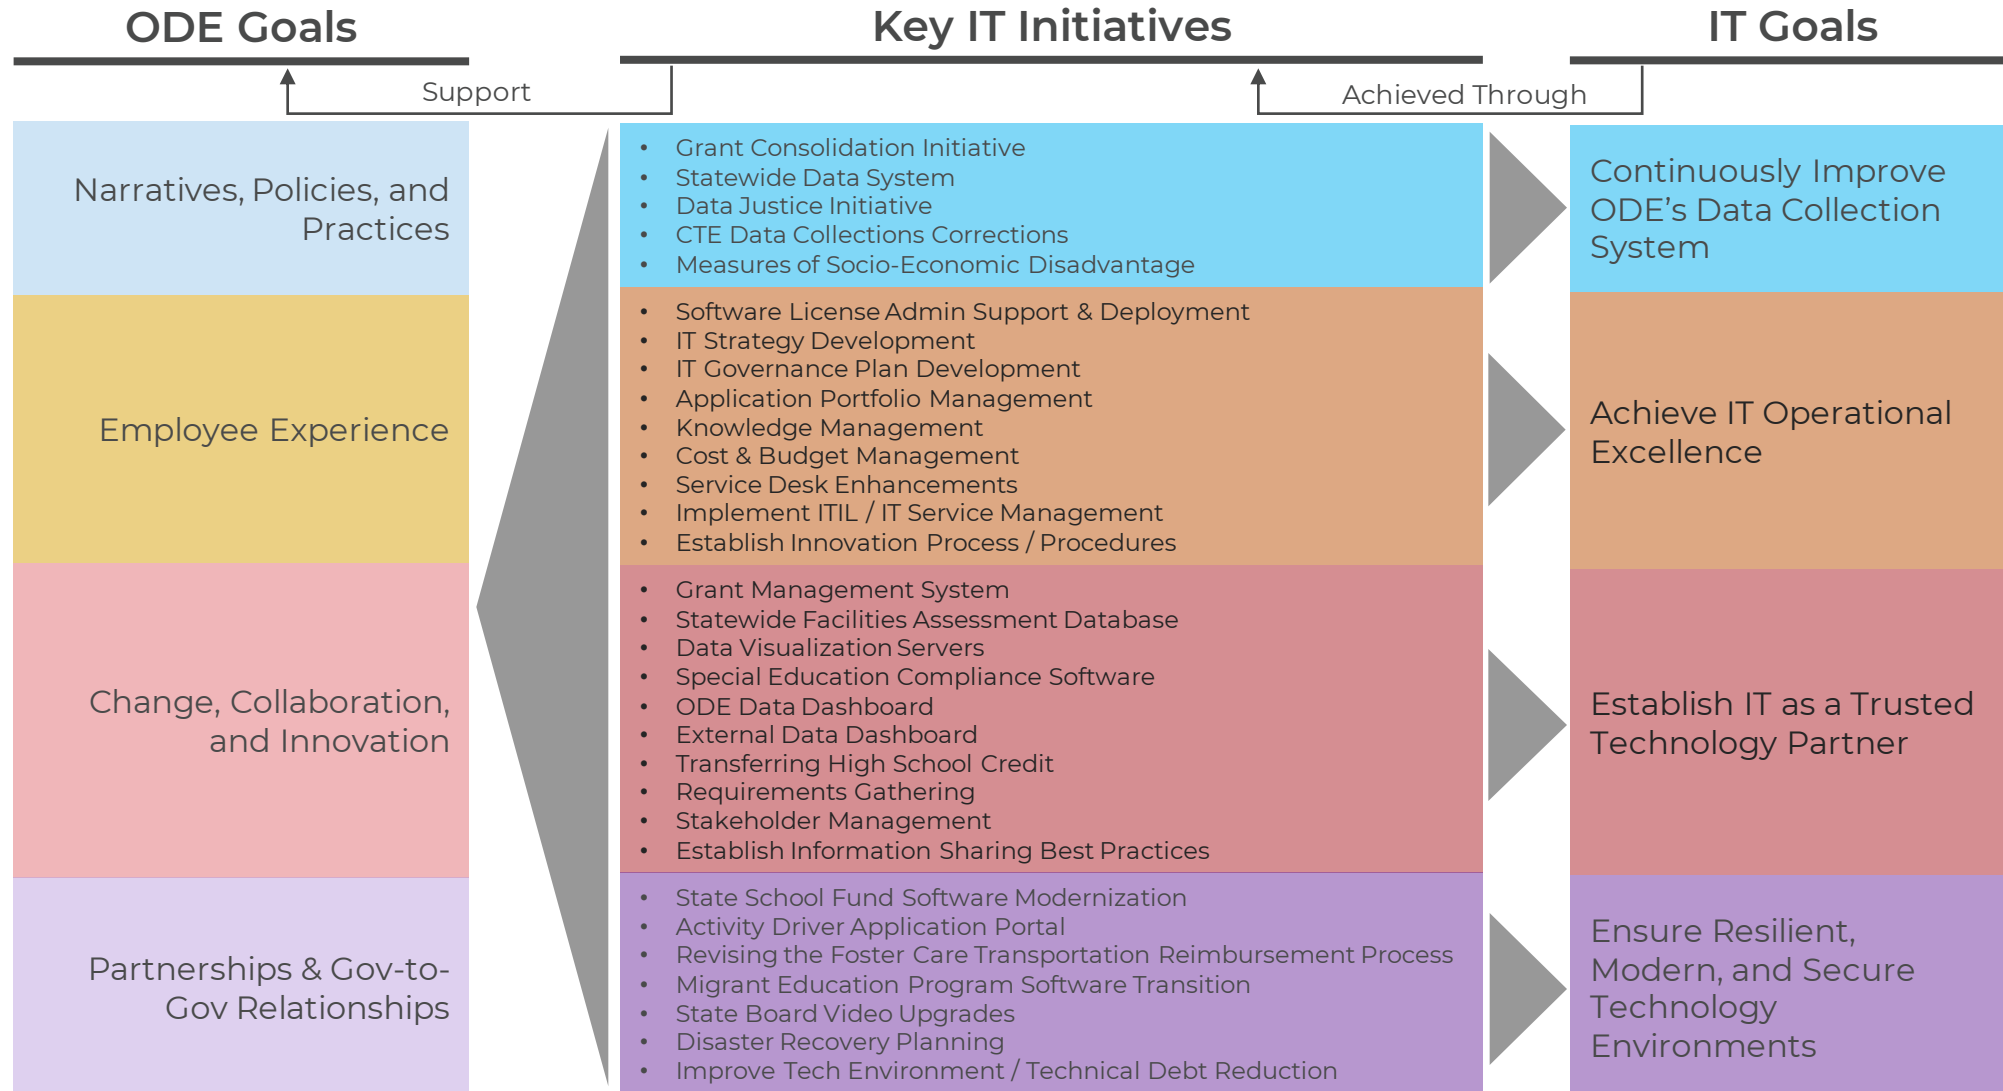 ODE Goals
Key IT Initiatives
IT Goals
Support
Achieved Through
Narratives, Policies, and
Practices
Employee Experience
Change, Collaboration,
and Innovation
Partnerships & Gov-to-
Gov Relationships
• Grant Consolidation Initiative
• Statewide Data System
• Data Justice Initiative
• CTE Data Collections Corrections
• Measures of Socio-Economic Disadvantage
• Software License Admin Support & Deployment
• IT Strategy Development
• IT Governance Plan Development
• Application Portfolio Management
• Knowledge Management
• Cost & Budget Management
• Service Desk Enhancements
• Implement ITIL / IT Service Management
• Establish Innovation Process / Procedures
• Grant Management System
• Statewide Facilities Assessment Database
• Data Visualization Servers
• Special Education Compliance Software
• ODE Data Dashboard
• External Data Dashboard
• Transferring High School Credit
• Requirements Gathering
• Stakeholder Management
• Establish Information Sharing Best Practices
• State School Fund Software Modernization
• Activity Driver Application Portal
• Revising the Foster Care Transportation Reimbursement Process
• Migrant Education Program Software Transition
• State Board Video Upgrades
• Disaster Recovery Planning
• Improve Tech Environment / Technical Debt Reduction
Continuously Improve
ODE's Data Collection
System
Achieve IT Operational
Excellence
Establish IT as a Trusted
Technology Partner
Ensure Resilient,
Modern, and Secure
Technology
Environments